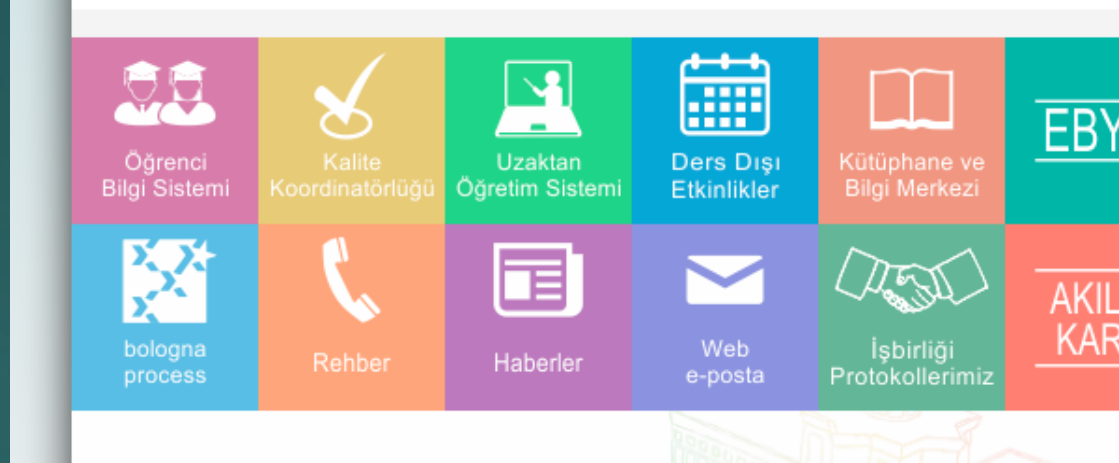 Öğrenci
Bilgi Sistemi
Kalite
Koordinatörlüğü
Uzaktan
Öğretim Sistemi
Ders Dışı
Etkinlikler
Kütüphane ve
Bilgi Merkezi
bologna
process
Rehber
Haberler
Web
e-posta
İşbirliği
Protokollerimiz